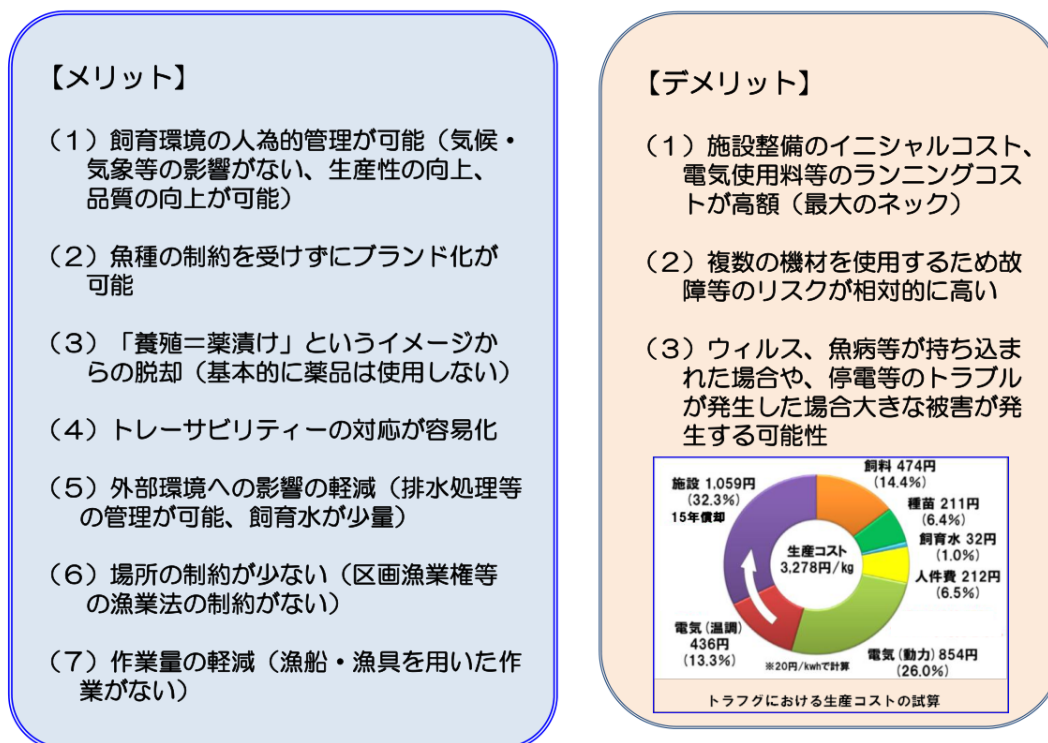 【メリット】
(1)飼育環境の人為的管理が可能(気候・
気象等の影響がない、生産性の向上、
品質の向上が可能)
(2)魚種の制約を受けずにブランド化が
可能
(3)「養殖=薬漬け」というイメージか
らの脱却(基本的に薬品は使用しない)
(4)トレーサビリティーの対応が容易化
(5)外部環境への影響の軽減(排水処理等
の管理が可能、飼育水が少量)
(6)場所の制約が少ない(区画漁業権等
の漁業法の制約がない)
(7)作業量の軽減(漁船・漁具を用いた作
業がない)
【デメリット】
(1)施設整備のイニシャルコスト、
電気使用料等のランニングコス
トが高額(最大のネック)
(2)複数の機材を使用するため故
障等のリスクが相対的に高い
(3)ウィルス、魚病等が持ち込ま
れた場合や、停電等のトラブル
が発生した場合大きな被害が発
生する可能性
飼料 474円
(14.4%)
種苗 211円
(6.4%)
飼育水 32円
(1.0%)
人件費 212円
(6.5%)
電気(動力) 854円
(26.0%)
電気(温調)
436円
(13.3%)
施設 1,059円
(32.3%)
15年償却
生産コスト
3,278円/kg
※20円/kwhで計算
トラフグにおける生産コストの試算